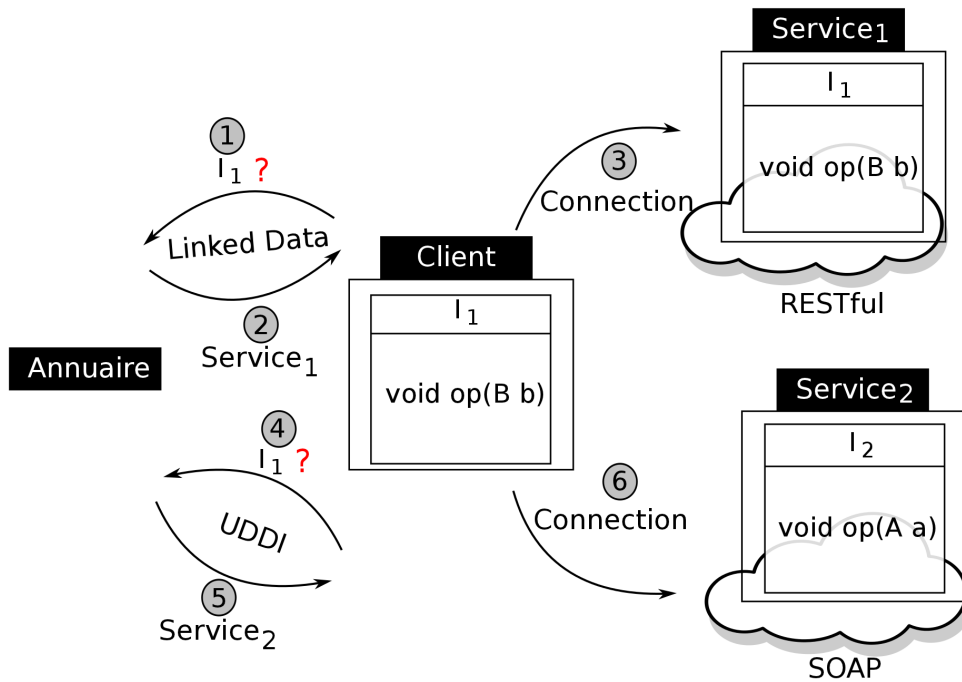 Service1
I1
void op(B b)
RESTful
1
I1 ?
Linked Data
2
Service1
3
Connection
Client
I1
void op(B b)
Annuaire
4
I1 ?
UDDI
5
Service2
6
Connection
Service2
I2
void op(A a)
SOAP